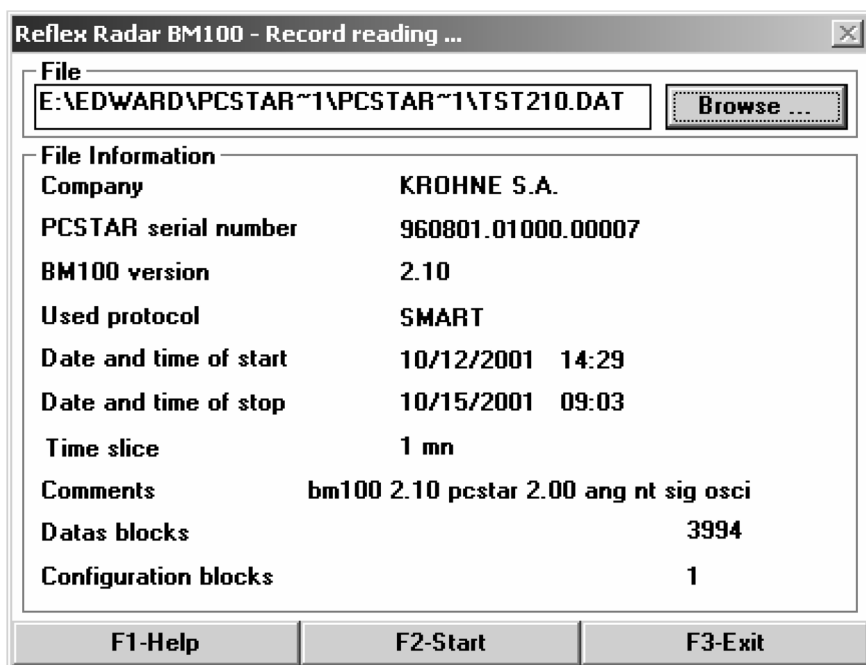 Reflex Radar BM100 - Record reading ...
File
E:\EDWARD\PCSTAR~1\PCSTAR~1\TST210.DAT Browse ...
File Information
Company KROHNE S.A.
PCSTAR serial number 960801.01000.00007
BM100 version 2.10
Used protocol SMART
Date and time of start 10/12/2001 14:29
Date and time of stop 10/15/2001 09:03
Time slice 1 mn
Comments bm100 2.10 pcstar 2.00 ang nt sig osci
Datas blocks 3994
Configuration blocks 1
F1-Help F2-Start F3-Exit